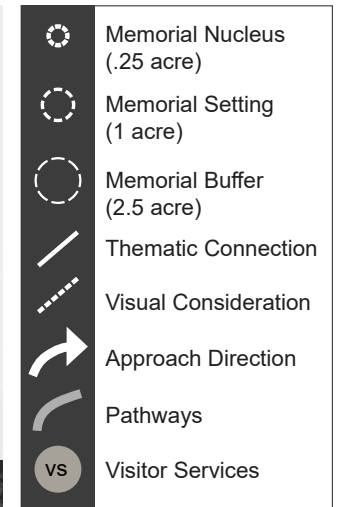 Memorial Nucleus
(.25 acre)
Memorial Setting
(1 acre)
Memorial Buffer
(2.5 acre)
Thematic Connection
Visual Consideration
Approach Direction
Pathways
VS Visitor Services